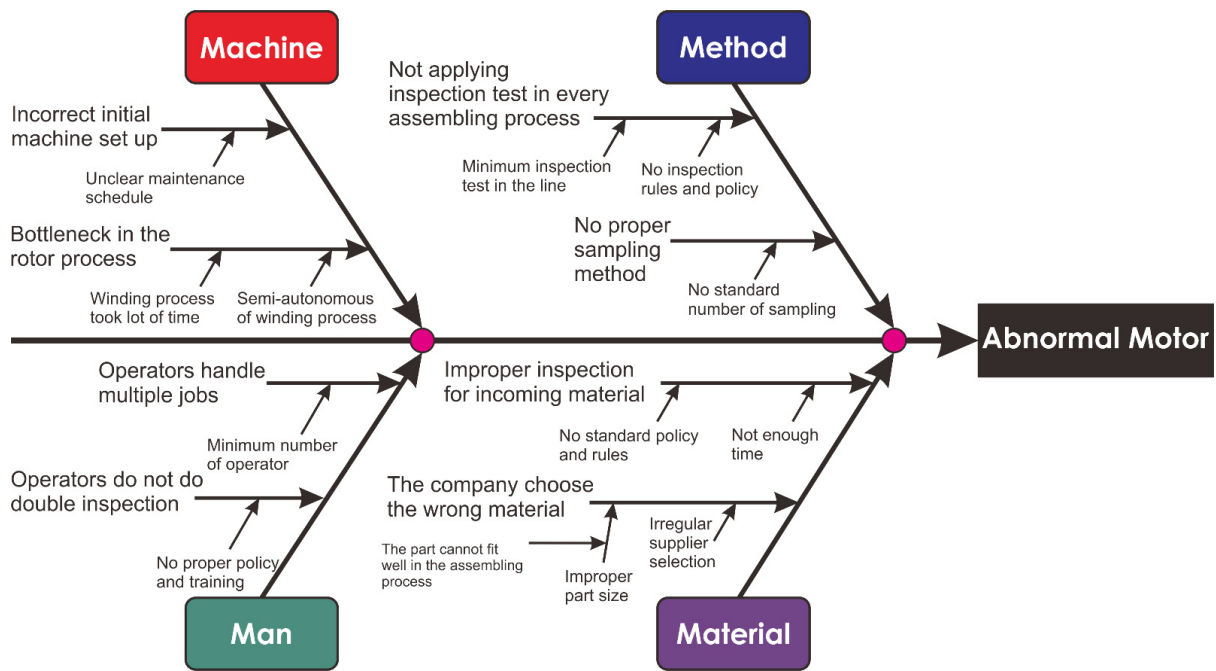 Machine
Method
Incorrect initial
machine set up
Unclear maintenance
schedule
Bottleneck in the
rotor process
Winding process
took lot of time
Semi-autonomous
of winding process
Not applying
inspection test in every
assembling process
Minimum inspection
test in the line
No inspection
rules and policy
No proper
sampling
method
No standard
number of sampling
Abnormal Motor
Operators handle
multiple jobs
Minimum number
of operator
Operators do not do
double inspection
No proper policy
and training
Improper inspection
for incoming material
No standard policy
and rules
Not enough
time
The company choose
the wrong material
The part cannot fit
well in the assembling
process
Improper
part size
Irregular
supplier
selection
Man
Material